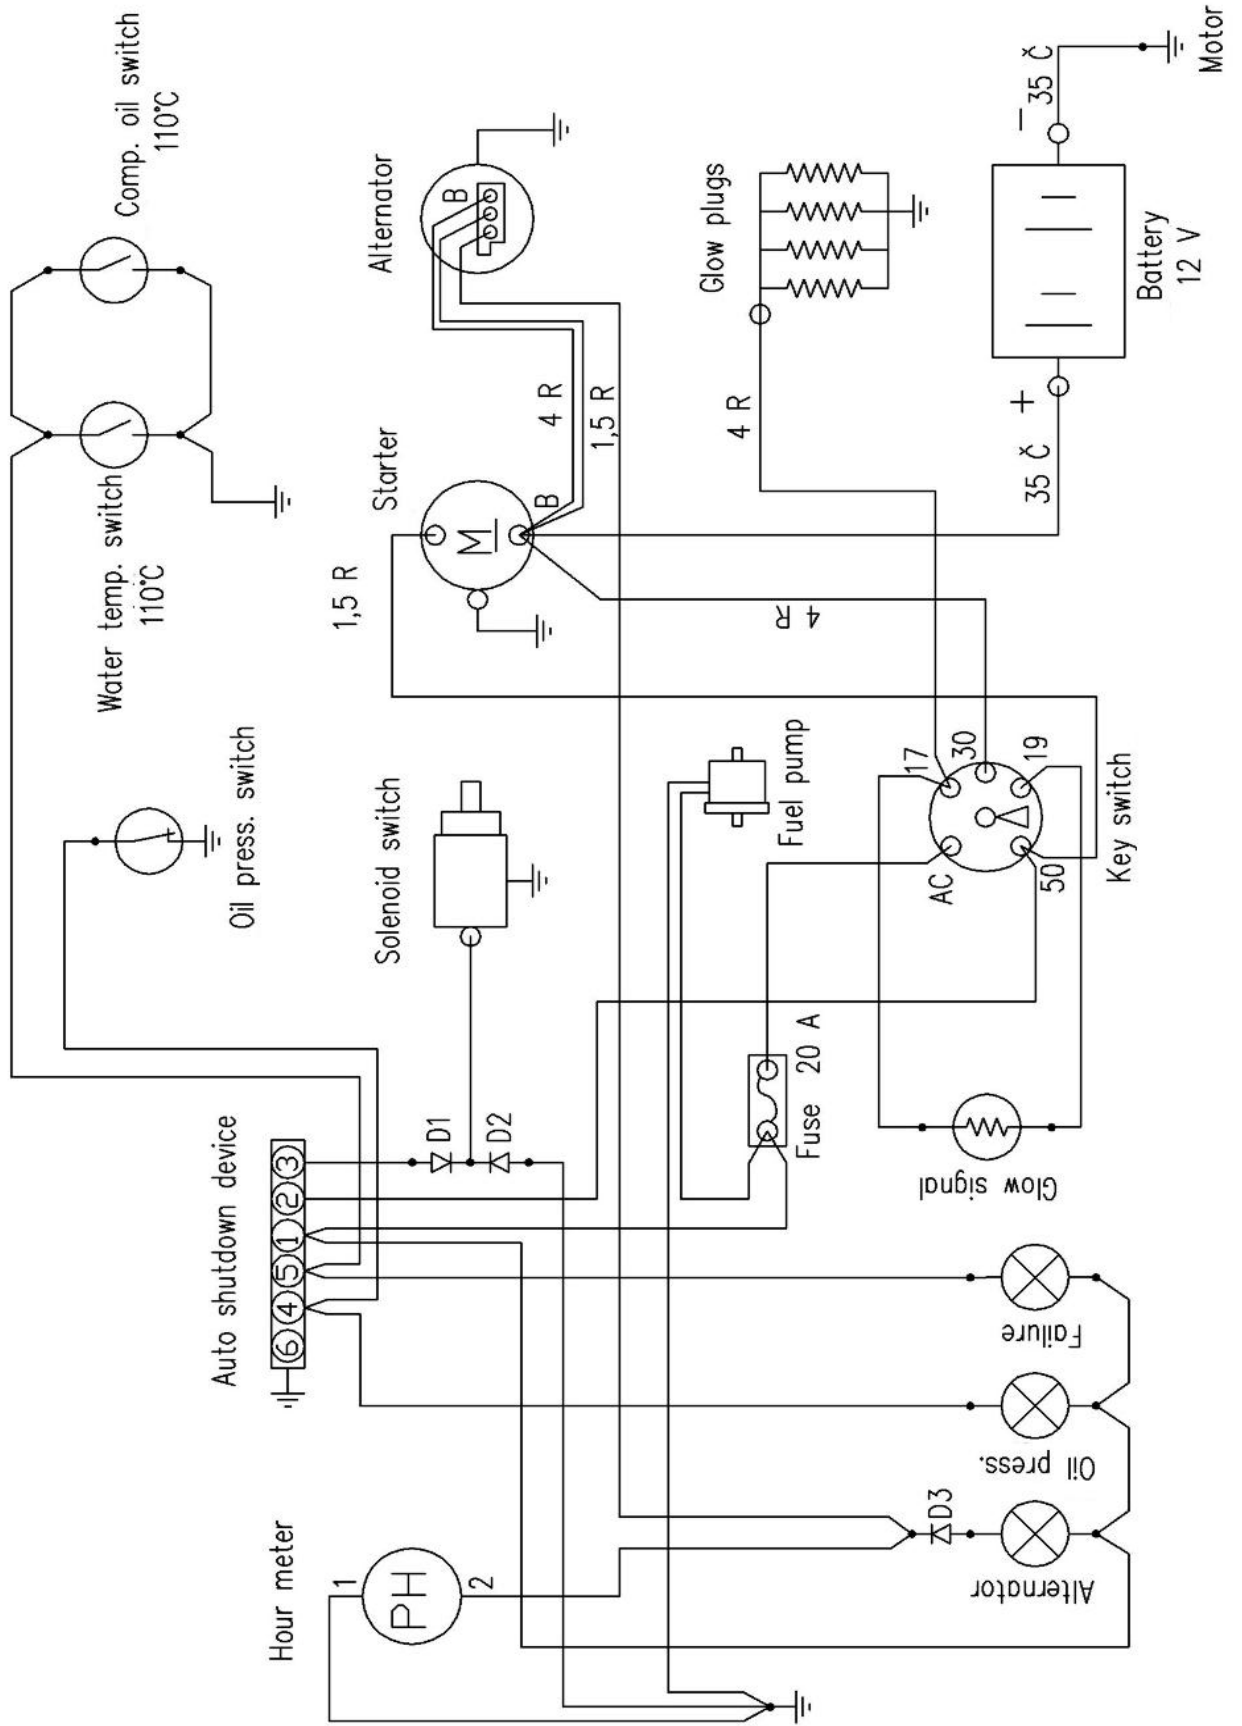 Comp. oil switch
110°C
Water temp. switch
110°C
Oil press. switch
Auto shutdown device
6 4 5 1 2 3
Hour meter
1
PH
2
Solenoid switch
D1
D2
1,5 R
Starter
M
B
Alternator
B
4 R
1,5 R
Glow plugs
4 R
4 R
Fuel pump
Fuse 20 A
AC
17
30
19
50
Key switch
+
35 Č
Battery
12 V
−
35 Č
Motor
Glow signal
Failure
Oil press.
D3
Alternator